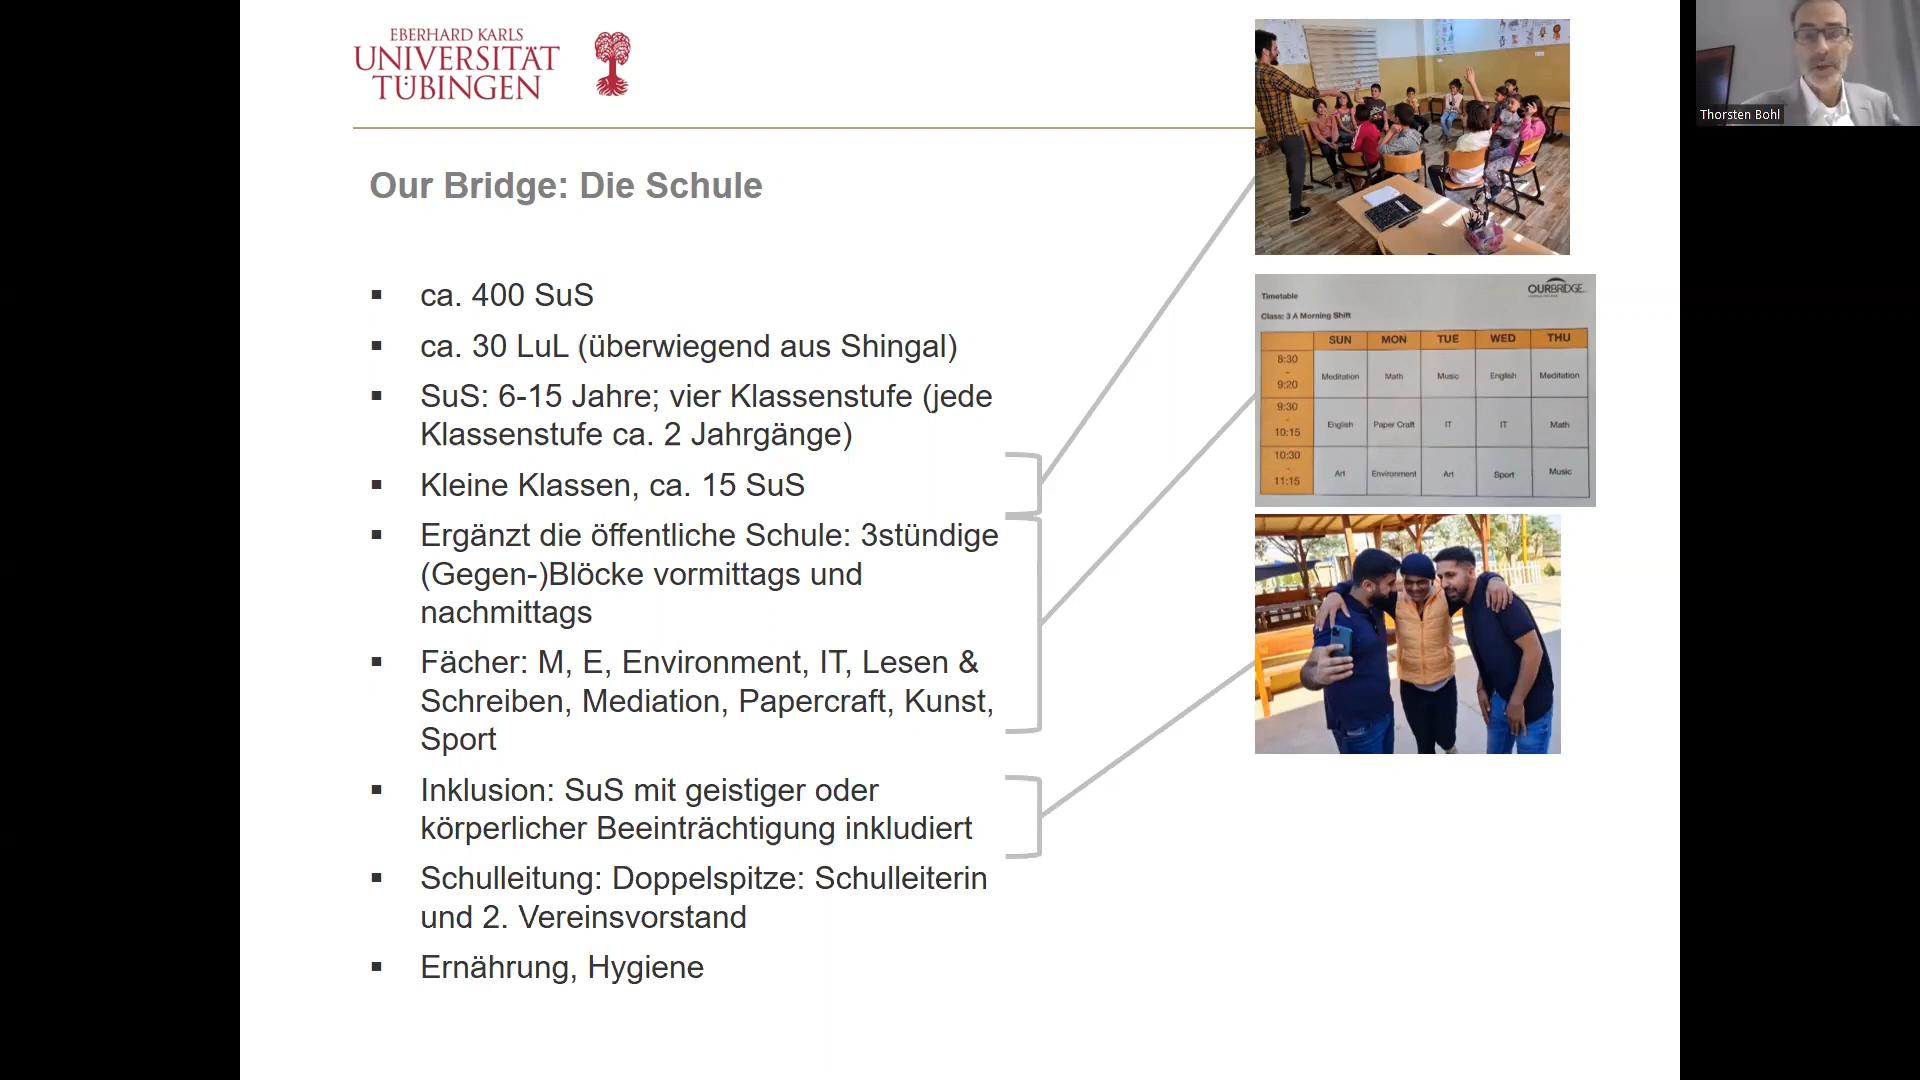 EBERHARD KARLS
UNIVERSITÄT
TÜBINGEN
Our Bridge: Die Schule
▪ ca. 400 SuS
▪ ca. 30 LuL (überwiegend aus Shingal)
▪ SuS: 6-15 Jahre; vier Klassenstufe (jede
Klassenstufe ca. 2 Jahrgänge)
▪ Kleine Klassen, ca. 15 SuS
▪ Ergänzt die öffentliche Schule: 3stündige
(Gegen-)Blöcke vormittags und
nachmittags
▪ Fächer: M, E, Environment, IT, Lesen &
Schreiben, Mediation, Papercraft, Kunst,
Sport
▪ Inklusion: SuS mit geistiger oder
körperlicher Beeinträchtigung inkludiert
▪ Schulleitung: Doppelspitze: Schulleiterin
und 2. Vereinsvorstand
▪ Ernährung, Hygiene
OURBRIDGE
Timetable
Class: 3 A Morning Shift
SUN MON TUE WED THU
8:30 - 9:20 Meditation Math Music English Meditation
9:30 - 10:15 English Paper Craft IT IT Math
10:30 - 11:15 Art Environment Art Sport Music
Thorsten Bohl